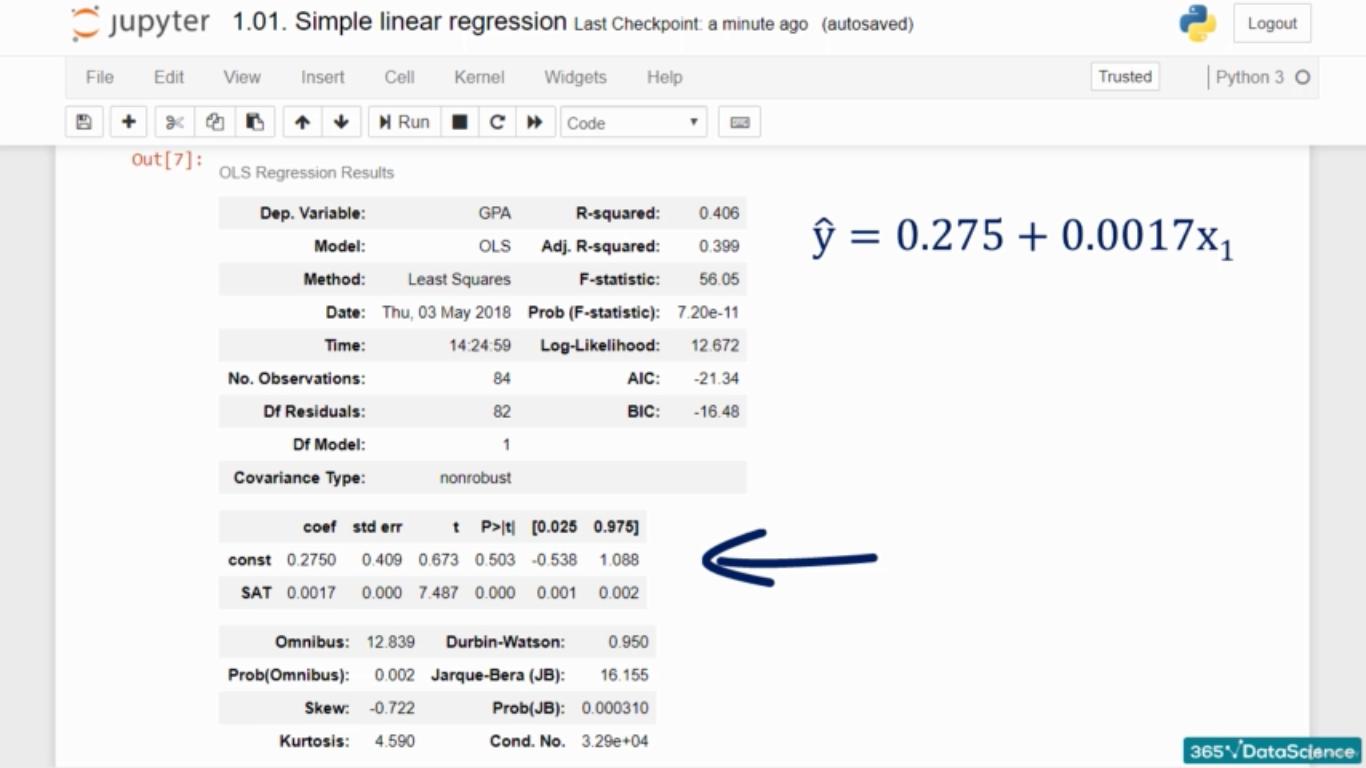 jupyter 1.01. Simple linear regression Last Checkpoint: a minute ago (autosaved)
Logout
File Edit View Insert Cell Kernel Widgets Help
Trusted
Python 3
Run
Code
Out[7]:
OLS Regression Results
Dep. Variable: GPA R-squared: 0.406
Model: OLS Adj. R-squared: 0.399
Method: Least Squares F-statistic: 56.05
Date: Thu, 03 May 2018 Prob (F-statistic): 7.20e-11
Time: 14:24:59 Log-Likelihood: 12.672
No. Observations: 84 AIC: -21.34
Df Residuals: 82 BIC: -16.48
Df Model: 1
Covariance Type: nonrobust
ŷ = 0.275 + 0.0017x₁
coef std err t P>|t| [0.025 0.975]
const 0.2750 0.409 0.673 0.503 -0.538 1.088
SAT 0.0017 0.000 7.487 0.000 0.001 0.002
Omnibus: 12.839 Durbin-Watson: 0.950
Prob(Omnibus): 0.002 Jarque-Bera (JB): 16.155
Skew: -0.722 Prob(JB): 0.000310
Kurtosis: 4.590 Cond. No. 3.29e+04
365 DataScience